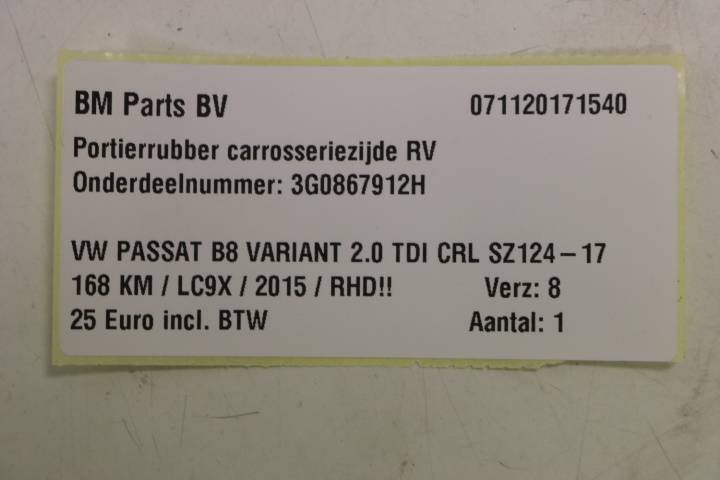 BM Parts BV 071120171540
Portierrubber carrosseriezijde RV
Onderdeelnummer: 3G0867912H
VW PASSAT B8 VARIANT 2.0 TDI CRL SZ124-17
168 KM / LC9X / 2015 / RHD!! Verz: 8
25 Euro incl. BTW Aantal: 1